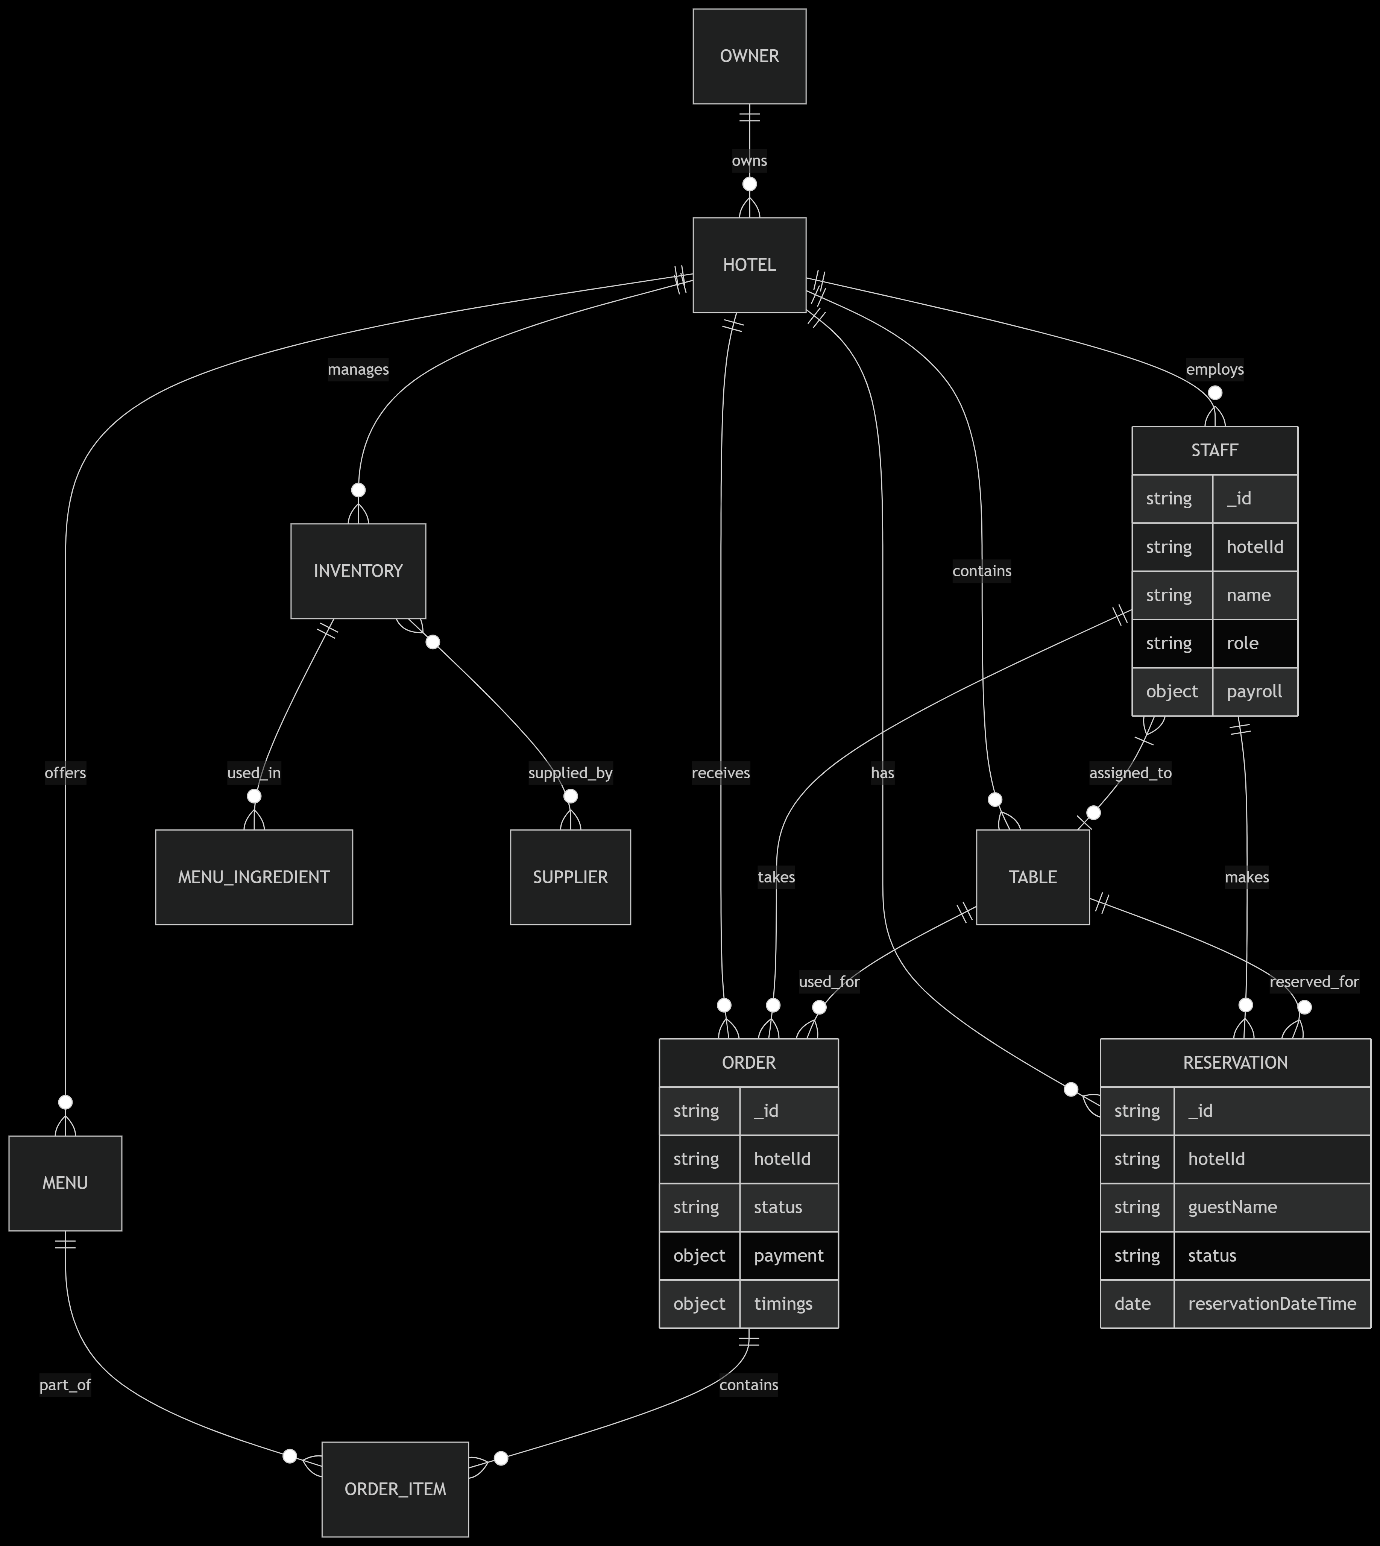 OWNER
owns
HOTEL
manages
employs
STAFF
string _id
string hotelId
string name
string role
object payroll
INVENTORY
contains
offers
used_in
supplied_by
receives
has
assigned_to
MENU_INGREDIENT
SUPPLIER
takes
TABLE
makes
used_for
reserved_for
ORDER
string _id
string hotelId
string status
object payment
object timings
RESERVATION
string _id
string hotelId
string guestName
string status
date reservationDateTime
MENU
part_of
contains
ORDER_ITEM